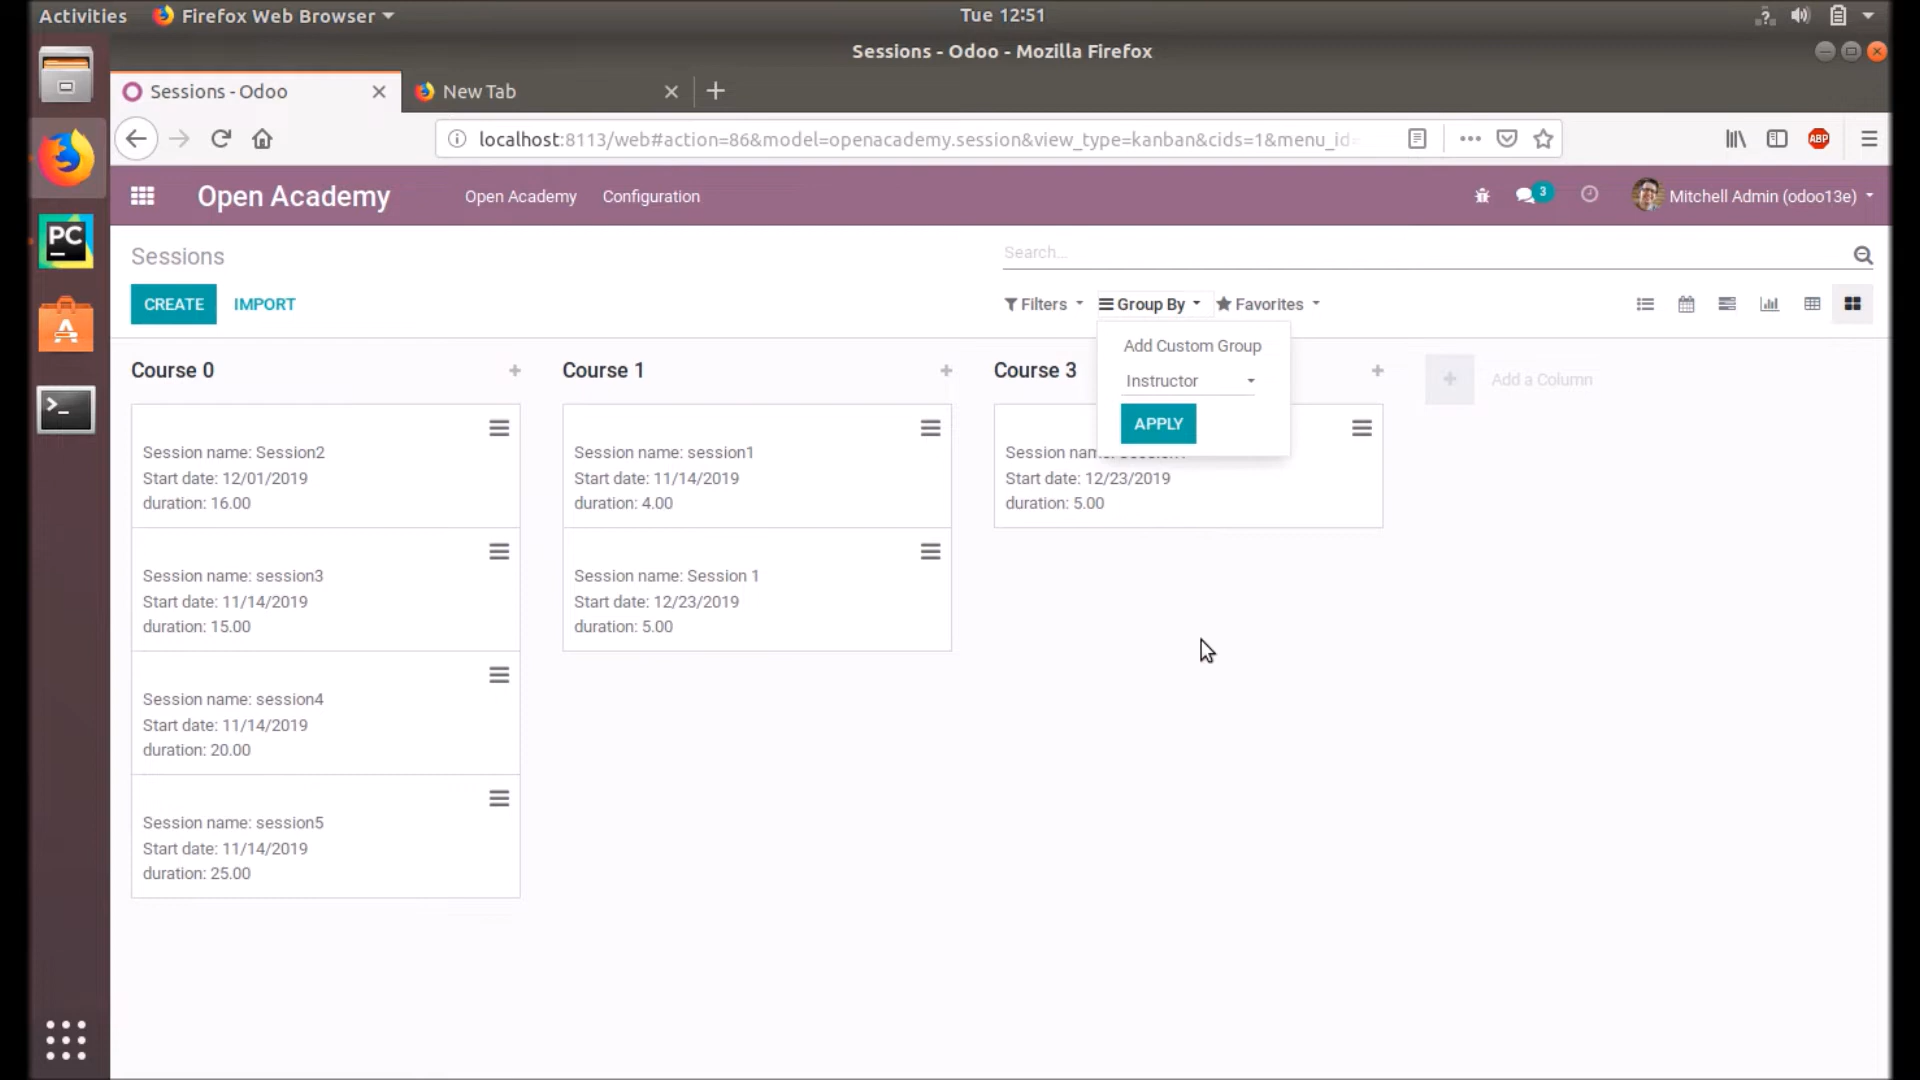 Activities
Firefox Web Browser
Tue 12:51
Sessions - Odoo - Mozilla Firefox
Sessions - Odoo
New Tab
localhost:8113/web#action=86&model=openacademy.session&view_type=kanban&cids=1&menu_id=
ABP
PC
Open Academy
Open Academy
Configuration
3
Mitchell Admin (odoo13e)
Sessions
Search...
CREATE
IMPORT
Filters
Group By
Favorites
Add Custom Group
Instructor
APPLY
Course 0
Course 1
Course 3
Add a Column
Session name: Session2
Start date: 12/01/2019
duration: 16.00
Session name: session3
Start date: 11/14/2019
duration: 15.00
Session name: session4
Start date: 11/14/2019
duration: 20.00
Session name: session5
Start date: 11/14/2019
duration: 25.00
Session name: session1
Start date: 11/14/2019
duration: 4.00
Session name: Session 1
Start date: 12/23/2019
duration: 5.00
Session
Start date: 12/23/2019
duration: 5.00